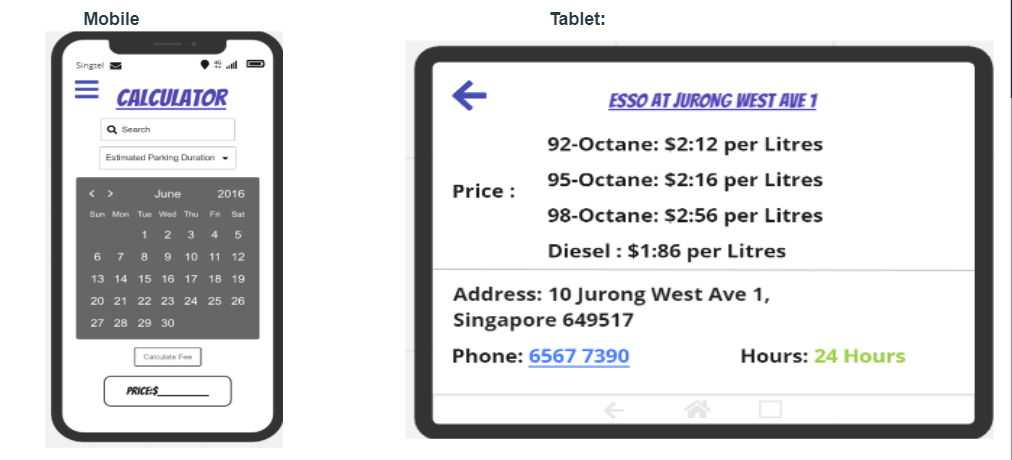 Mobile
Tablet:
Singtel
4G
CALCULATOR
Search
Estimated Parking Duration
< > June 2016
Sun Mon Tue Wed Thu Fri Sat
1 2 3 4 5
6 7 8 9 10 11 12
13 14 15 16 17 18 19
20 21 22 23 24 25 26
27 28 29 30
Calculate Fee
PRICE:$_________
ESSO AT JURONG WEST AVE 1
Price :
92-Octane: $2:12 per Litres
95-Octane: $2:16 per Litres
98-Octane: $2:56 per Litres
Diesel : $1:86 per Litres
Address: 10 Jurong West Ave 1,
Singapore 649517
Phone: 6567 7390
Hours: 24 Hours